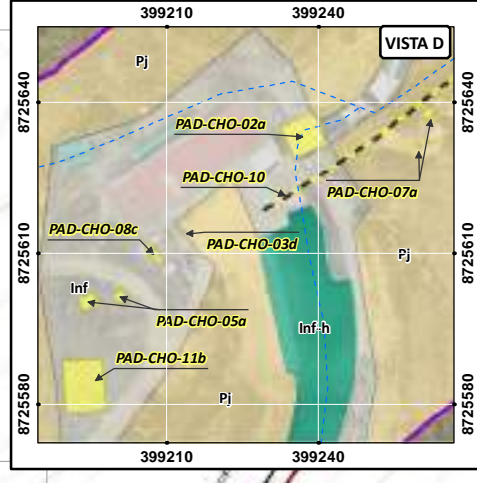 399210 399240
VISTA D
Pj
8725640 8725640
PAD-CHO-02a
PAD-CHO-10
PAD-CHO-07a
PAD-CHO-08c
PAD-CHO-03d
8725610 8725610
Pj
Inf
PAD-CHO-05a
Inf-h
PAD-CHO-11b
Pj
8725580 8725580
399210 399240